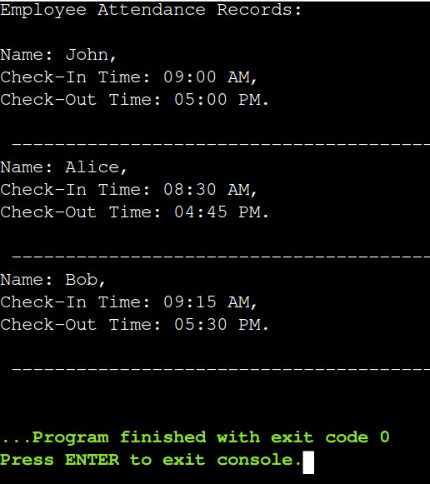 Employee Attendance Records:
Name: John,
Check-In Time: 09:00 AM,
Check-Out Time: 05:00 PM.
----------------------------------------
Name: Alice,
Check-In Time: 08:30 AM,
Check-Out Time: 04:45 PM.
----------------------------------------
Name: Bob,
Check-In Time: 09:15 AM,
Check-Out Time: 05:30 PM.
----------------------------------------
...Program finished with exit code 0
Press ENTER to exit console.